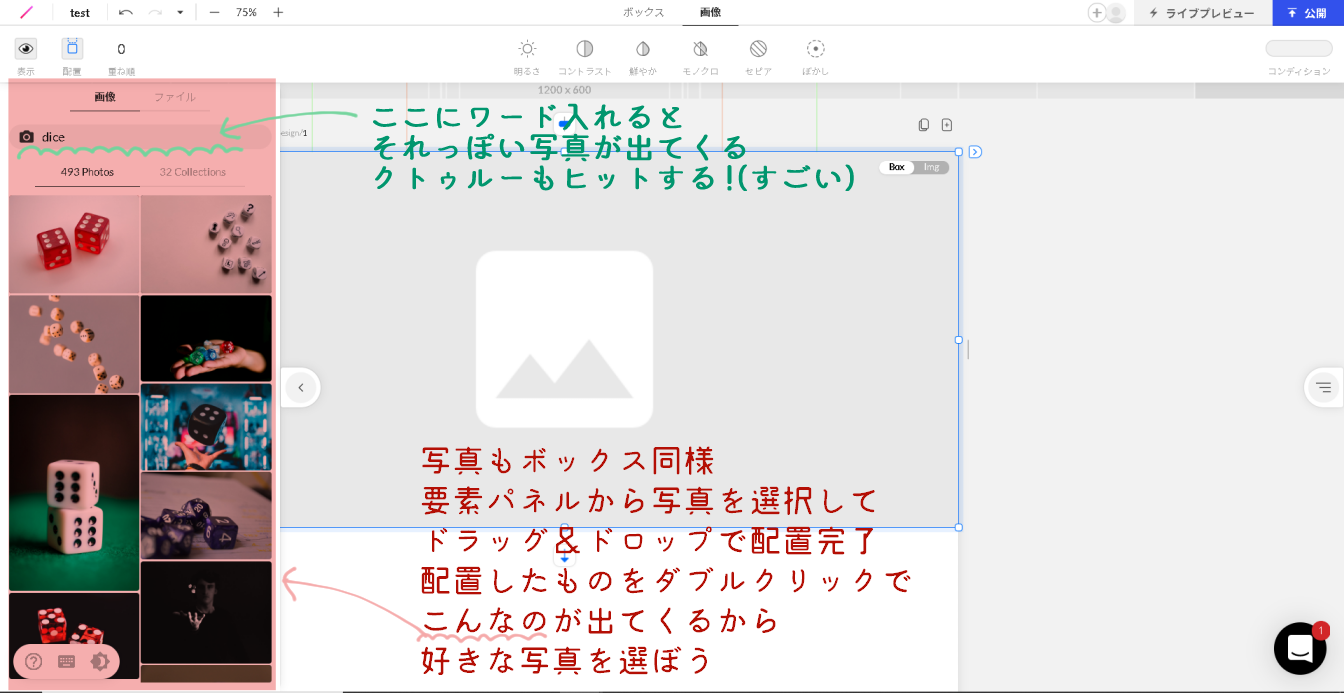 test
75%
ボックス
画像
ライブプレビュー
公開
0
表示
配置
重ね順
明るさ
コントラスト
鮮やか
モノクロ
セピア
ぼかし
コンディション
画像
ファイル
1200 x 600
dice
esign/1
ここにワード入れると
それっぽい写真が出てくる
クトゥルーもヒットする!(すごい)
493 Photos
32 Collections
Box
Img
写真もボックス同様
要素パネルから写真を選択して
ドラッグ&ドロップで配置完了
配置したものをダブルクリックで
こんなのが出てくるから
好きな写真を選ぼう
1